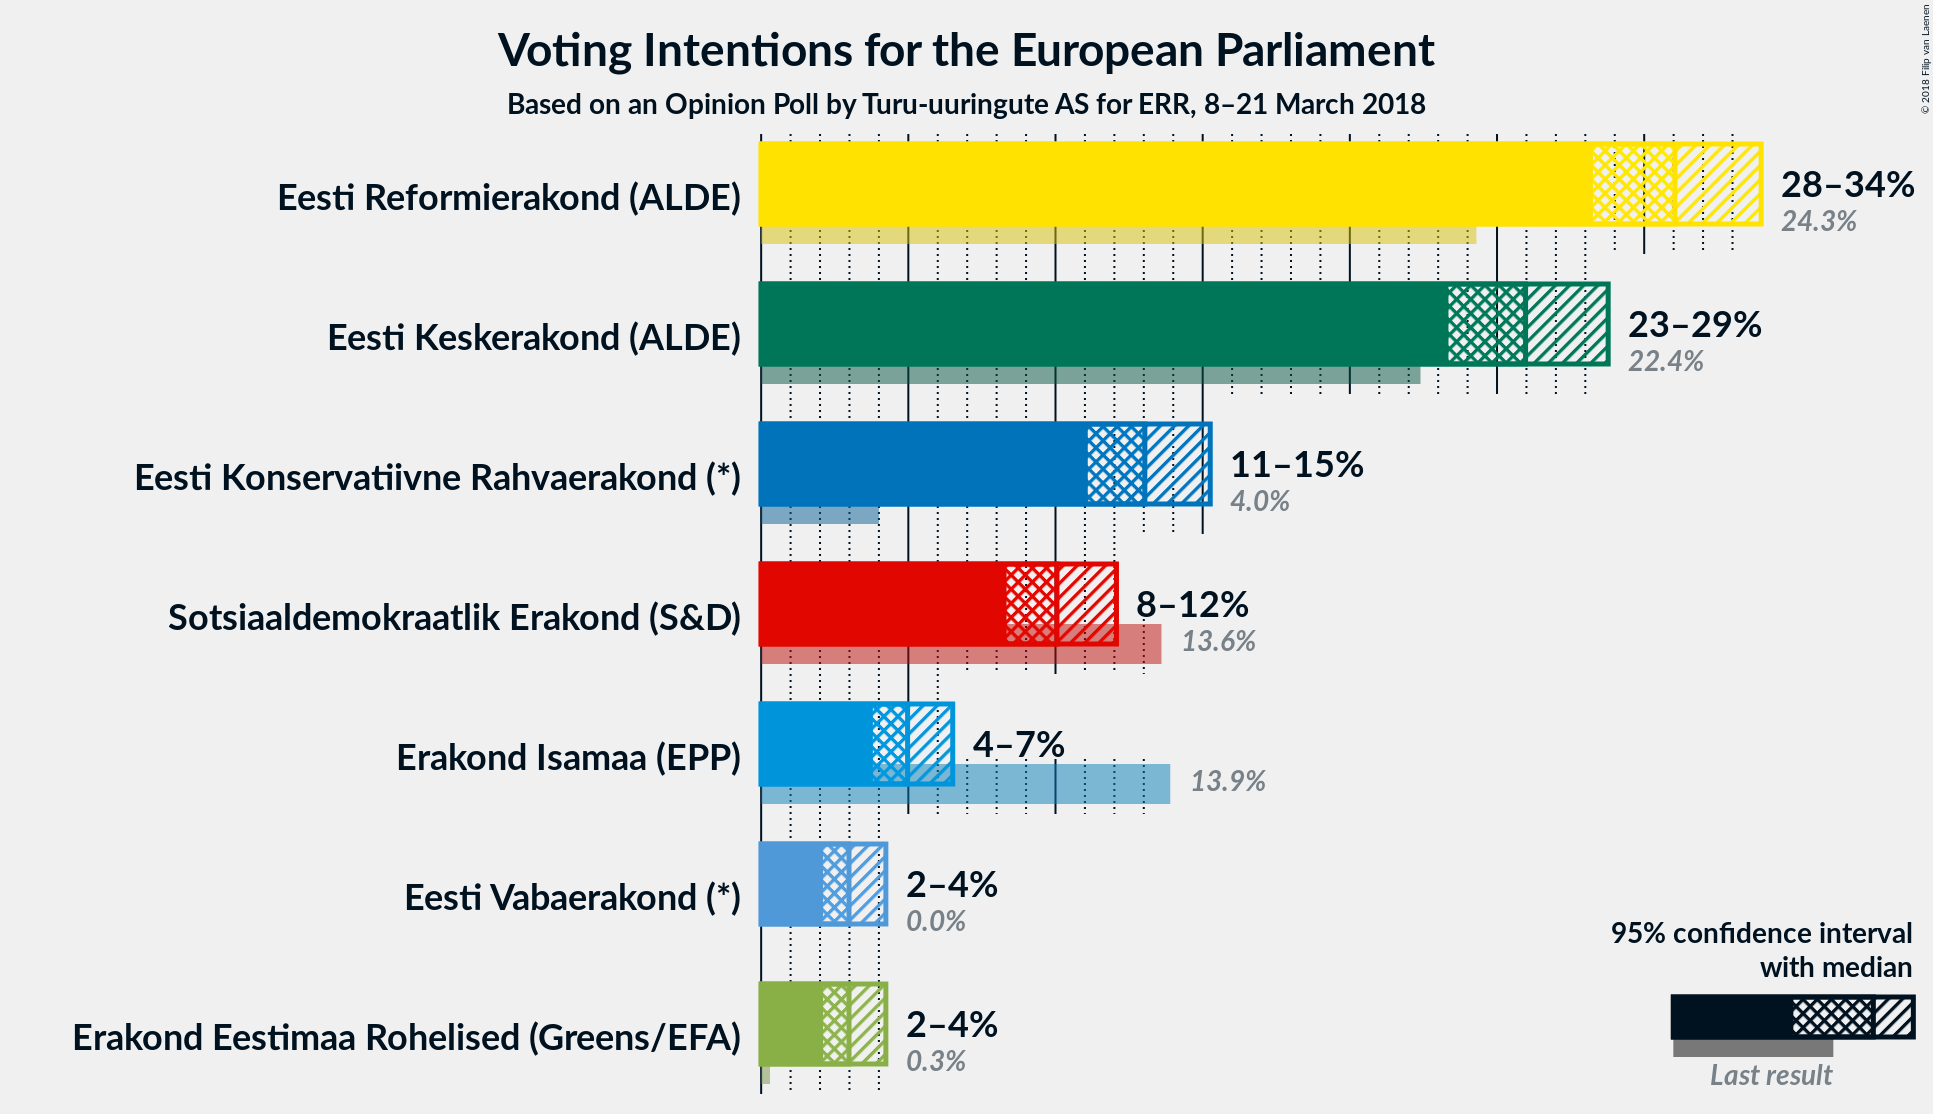 Voting Intentions for the European Parliament
Based on an Opinion Poll by Turu-uuringute AS for ERR, 8–21 March 2018
© 2018 Filip van Laenen
Eesti Reformierakond (ALDE)
28–34%
24.3%
Eesti Keskerakond (ALDE)
23–29%
22.4%
Eesti Konservatiivne Rahvaerakond (*)
11–15%
4.0%
Sotsiaaldemokraatlik Erakond (S&D)
8–12%
13.6%
Erakond Isamaa (EPP)
4–7%
13.9%
Eesti Vabaerakond (*)
2–4%
0.0%
Erakond Eestimaa Rohelised (Greens/EFA)
2–4%
0.3%
95% confidence interval
with median
Last result